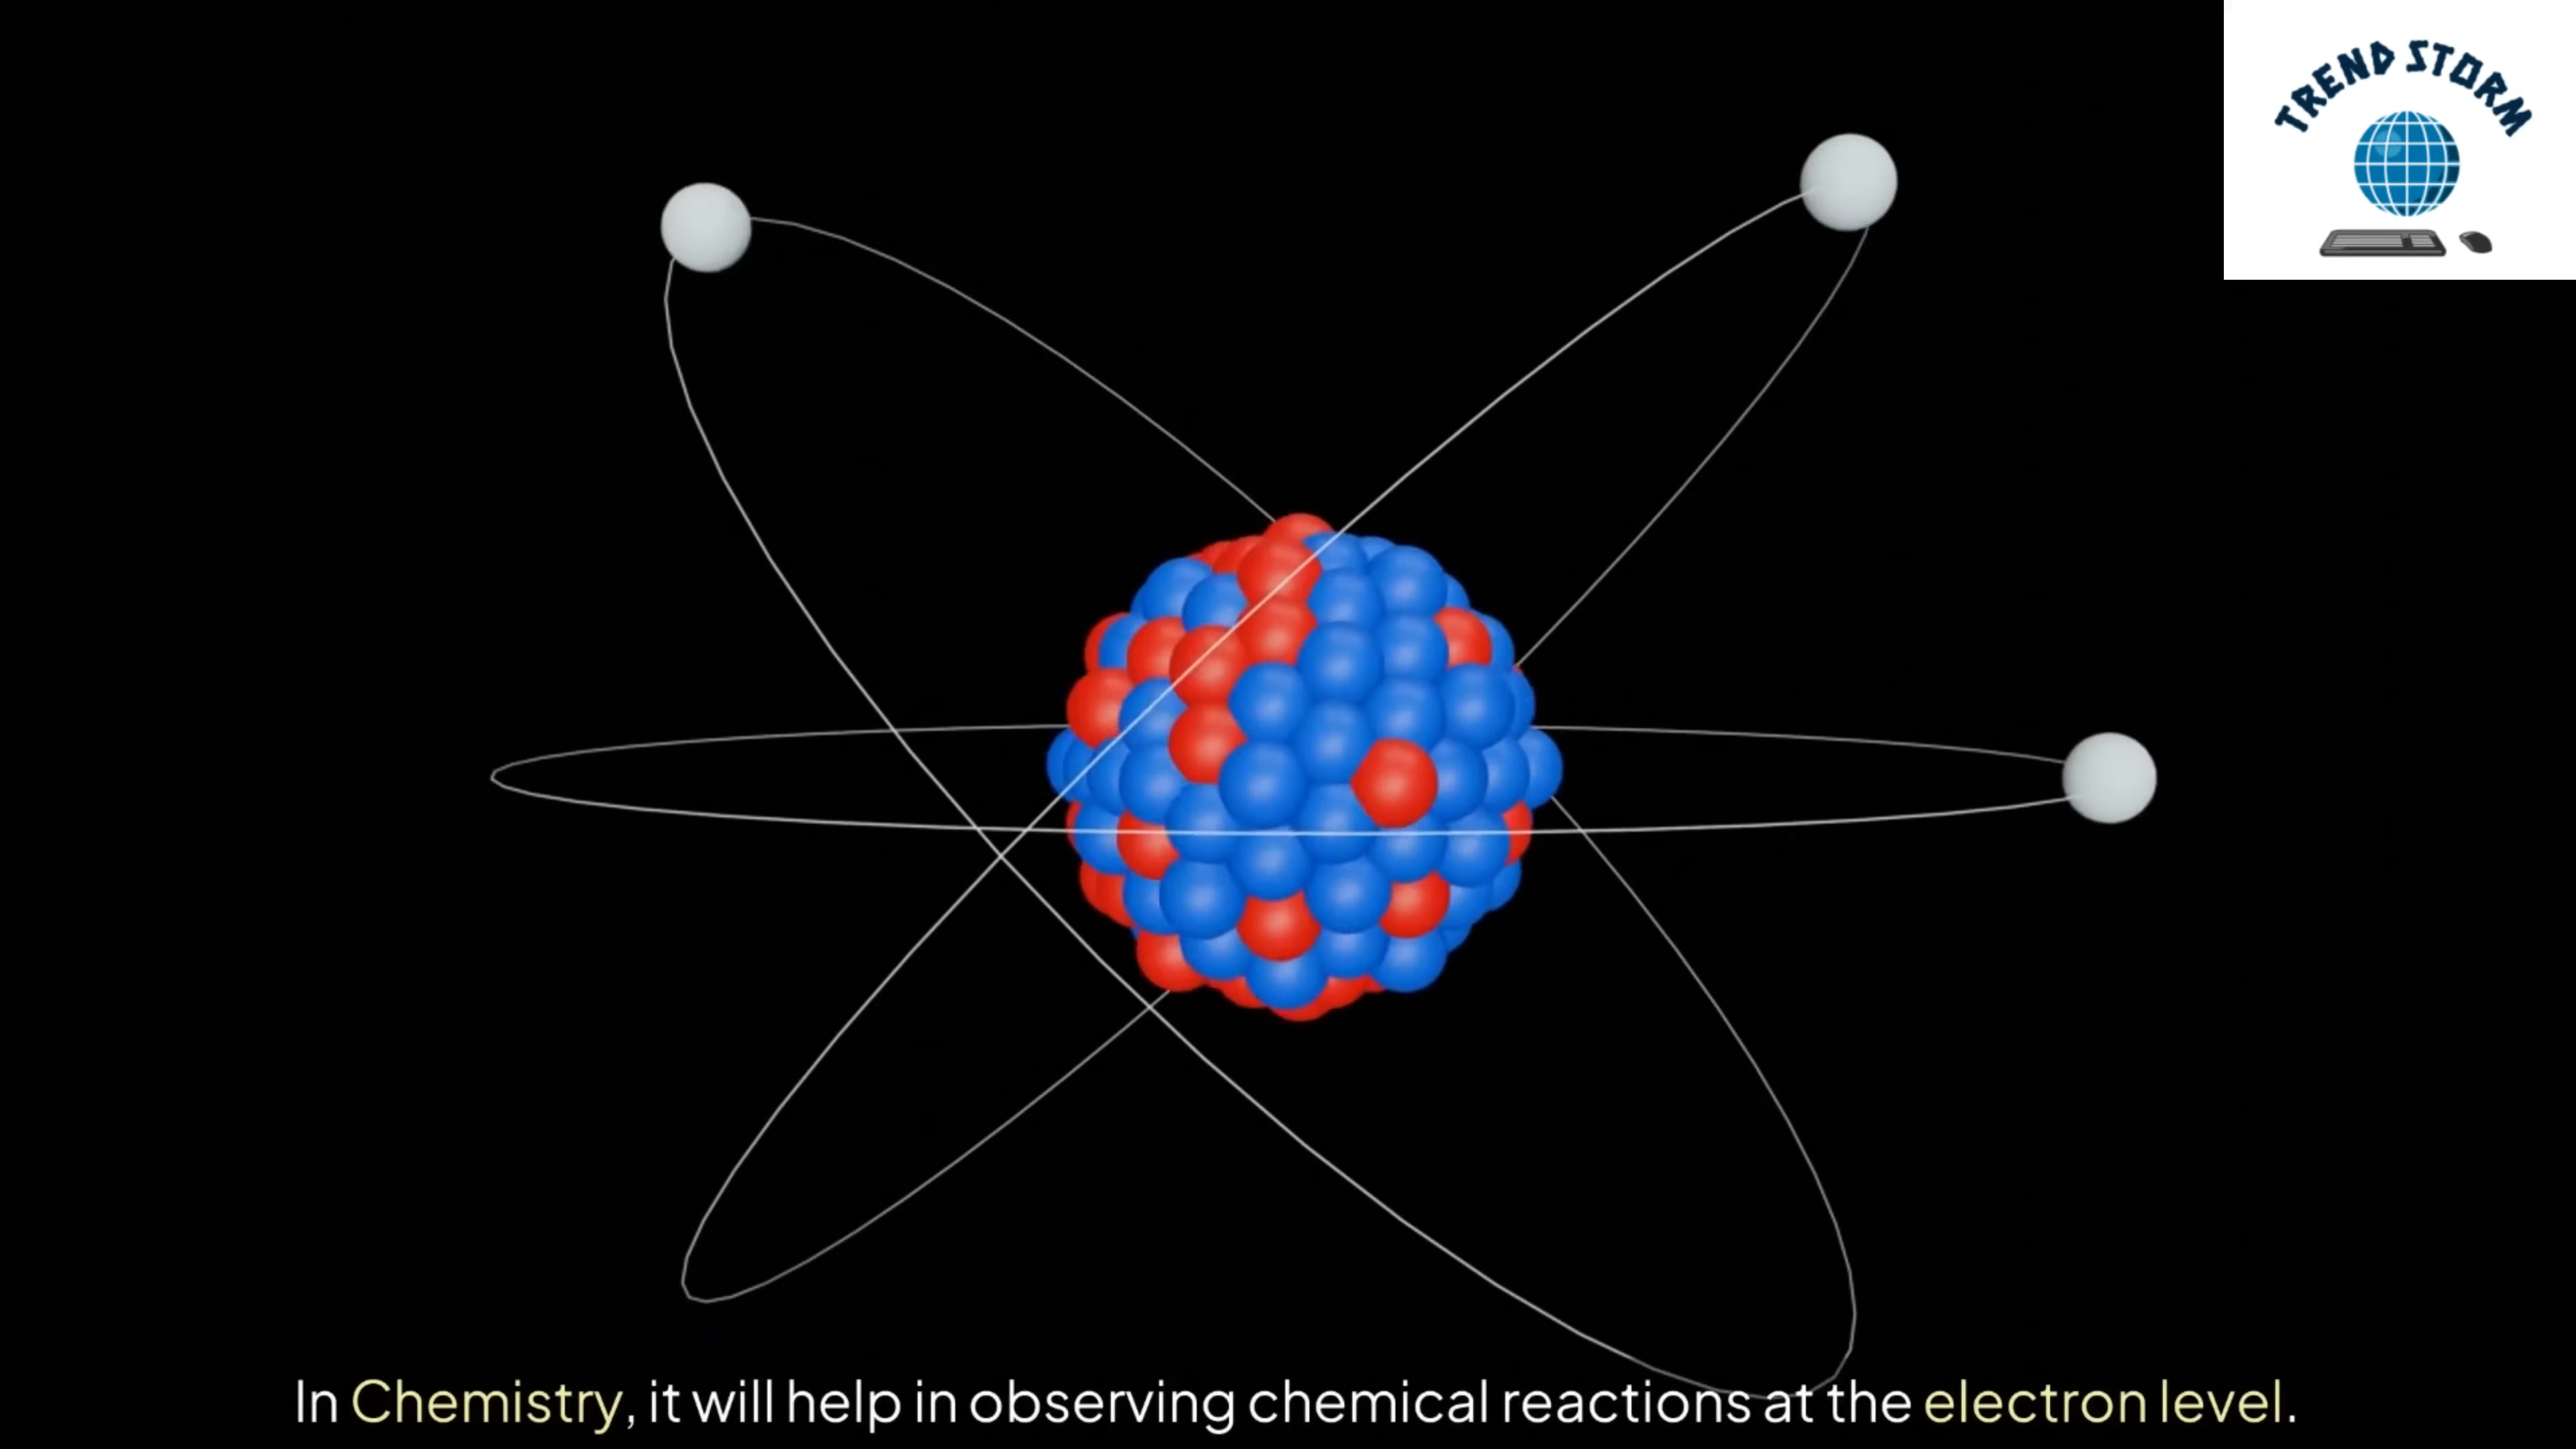 TREND STORM
In Chemistry, it will help in observing chemical reactions at the electron level.